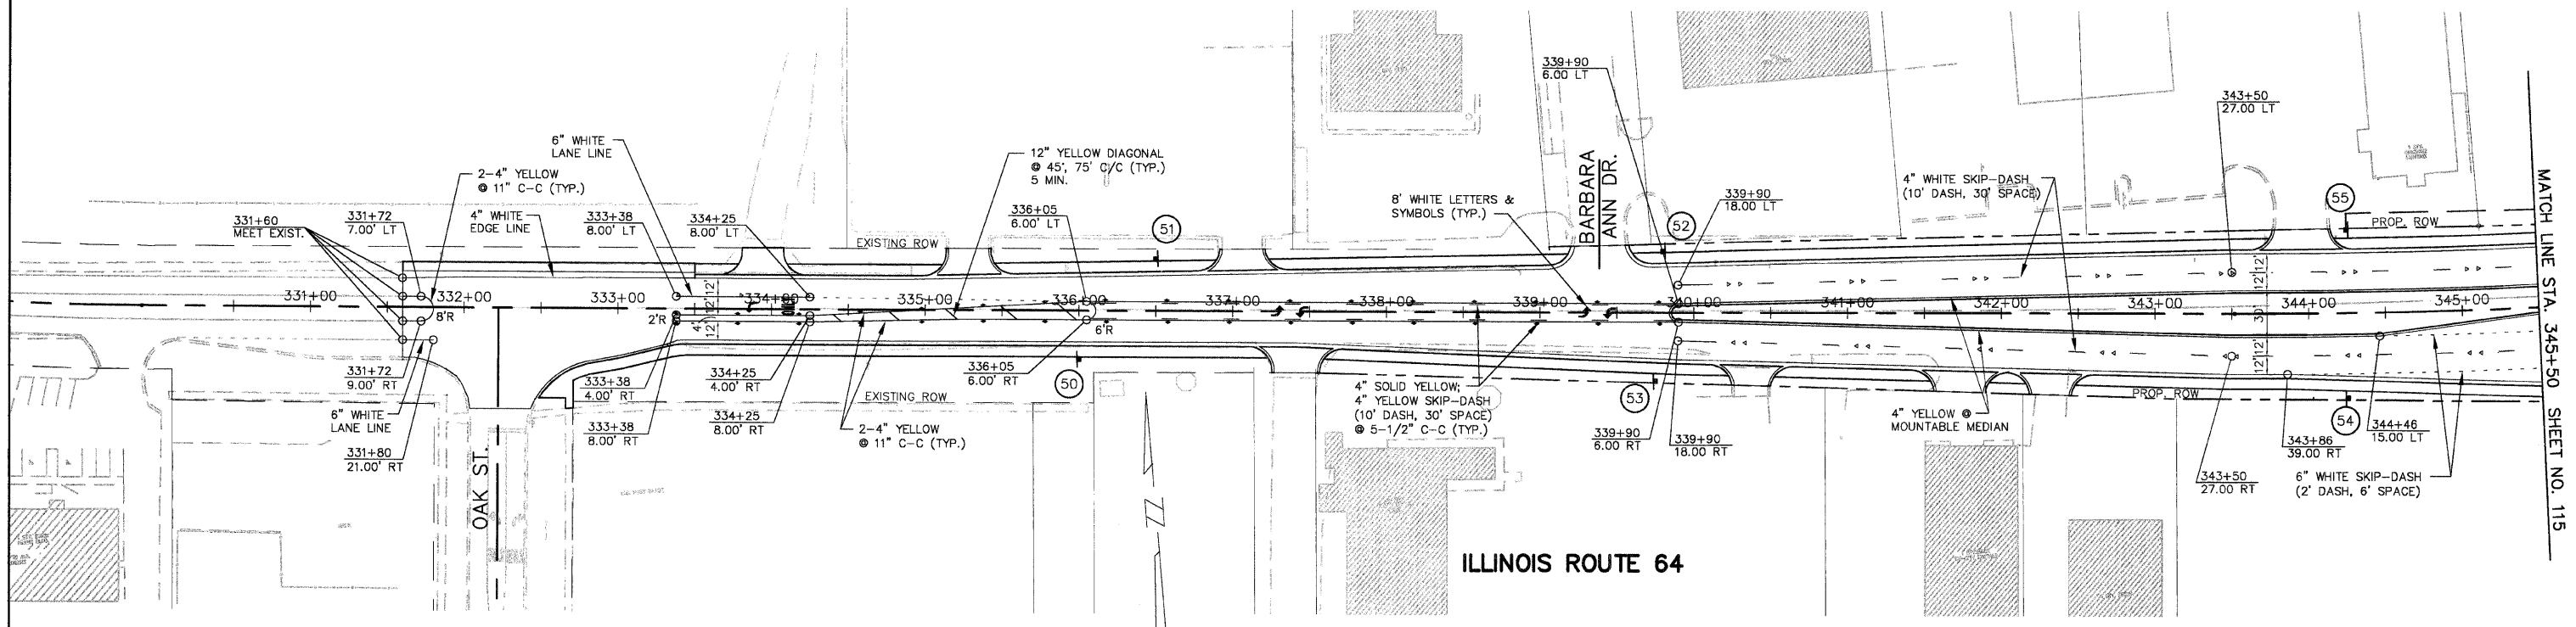 339+90
6.00 LT
343+50
27.00 LT
6" WHITE
LANE LINE
12" YELLOW DIAGONAL
@ 45°, 75' C/C (TYP.)
5 MIN.
BARBARA
ANN DR.
2-4" YELLOW
@ 11" C-C (TYP.)
4" WHITE SKIP-DASH
(10' DASH, 30' SPACE)
339+90
18.00 LT
8' WHITE LETTERS &
SYMBOLS (TYP.)
331+60
MEET EXIST.
331+72
7.00' LT
4" WHITE
EDGE LINE
333+38
8.00' LT
334+25
8.00' LT
336+05
6.00' LT
51
52
55
EXISTING ROW
PROP. ROW
MATCH LINE STA. 345+50 SHEET NO. 115
12'
12'
4'
12'
12'
12'
30'
12'
12'
331+00
332+00
333+00
334+00
335+00
336+00
337+00
338+00
339+00
340+00
341+00
342+00
343+00
344+00
345+00
ONLY
8'R
2'R
6'R
331+72
9.00' RT
6" WHITE
LANE LINE
331+80
21.00' RT
OAK ST.
333+38
4.00' RT
333+38
8.00' RT
334+25
4.00' RT
334+25
8.00' RT
EXISTING ROW
2-4" YELLOW
@ 11" C-C (TYP.)
336+05
6.00' RT
50
4" SOLID YELLOW;
4" YELLOW SKIP-DASH
(10' DASH, 30' SPACE)
@ 5-1/2" C-C (TYP.)
53
339+90
6.00 RT
339+90
18.00 RT
4" YELLOW @
MOUNTABLE MEDIAN
PROP. ROW
54
343+50
27.00 RT
343+86
39.00 RT
344+46
15.00 LT
6" WHITE SKIP-DASH
(2' DASH, 6' SPACE)
ILLINOIS ROUTE 64